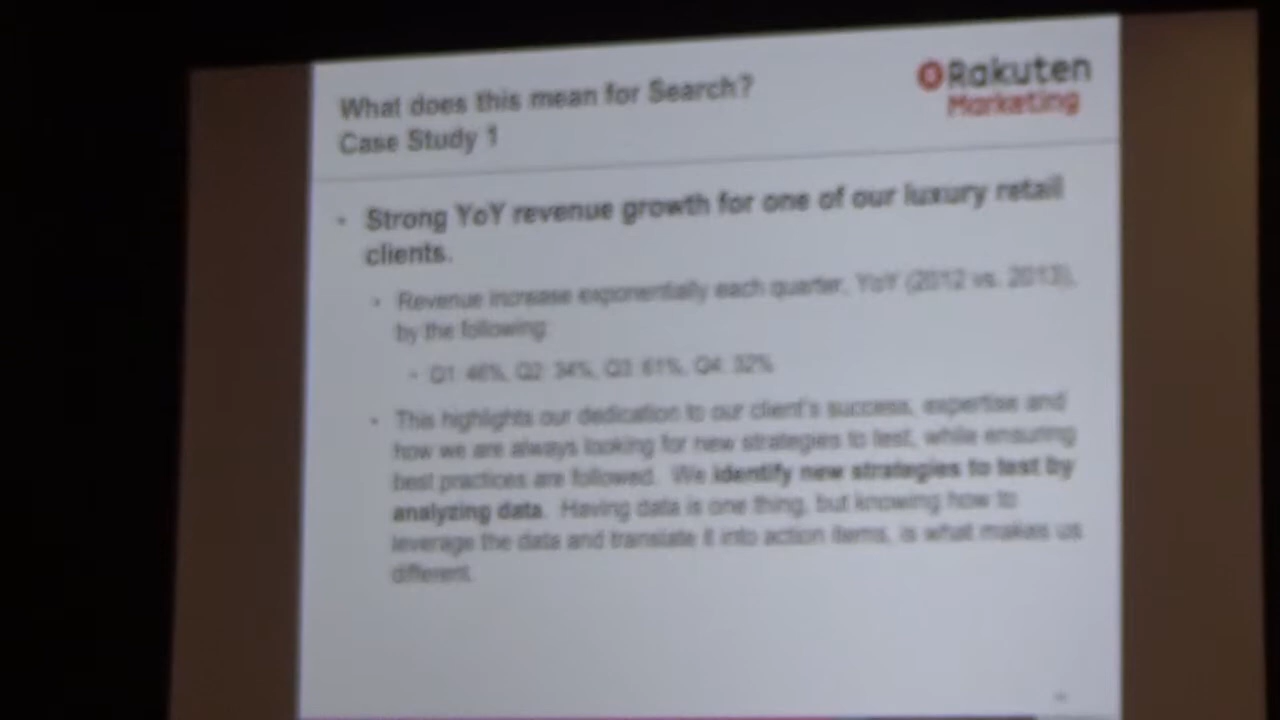 What does this mean for Search?
Case Study 1
Rakuten
Marketing
• Strong YoY revenue growth for one of our luxury retail
clients.
• Revenue increase exponentially each quarter, YoY (2012 vs. 2013),
by the following:
• Q1: 46%, Q2: 34%, Q3: 61%, Q4: 32%
• This highlights our dedication to our client's success, expertise and
how we are always looking for new strategies to test, while ensuring
best practices are followed. We identify new strategies to test by
analyzing data. Having data is one thing, but knowing how to
leverage the data and translate it into action items, is what makes us
different.